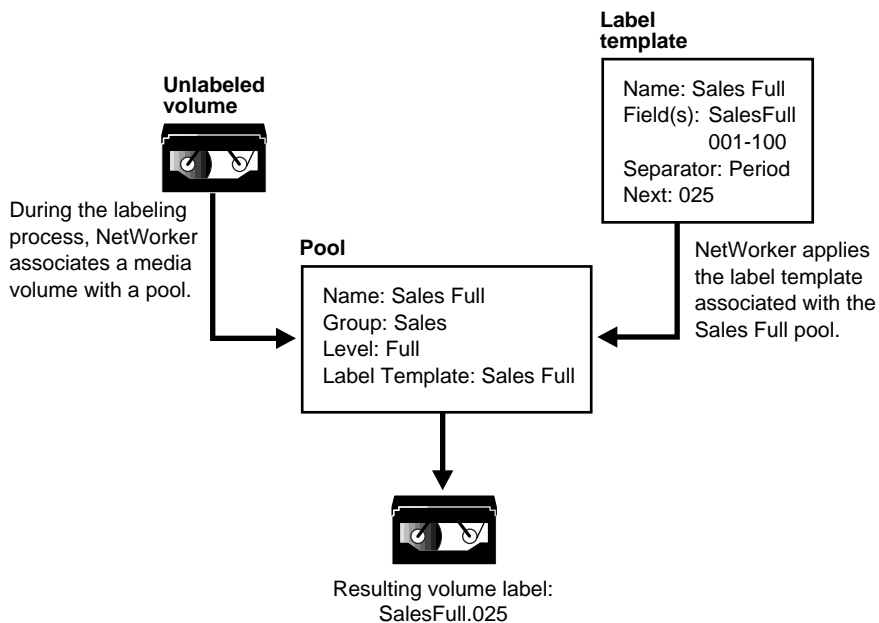 Label
template
Name: Sales Full
Field(s): SalesFull
001-100
Separator: Period
Next: 025
Unlabeled
volume
During the labeling
process, NetWorker
associates a media
volume with a pool.
NetWorker applies
the label template
associated with the
Sales Full pool.
Pool
Name: Sales Full
Group: Sales
Level: Full
Label Template: Sales Full
Resulting volume label:
SalesFull.025